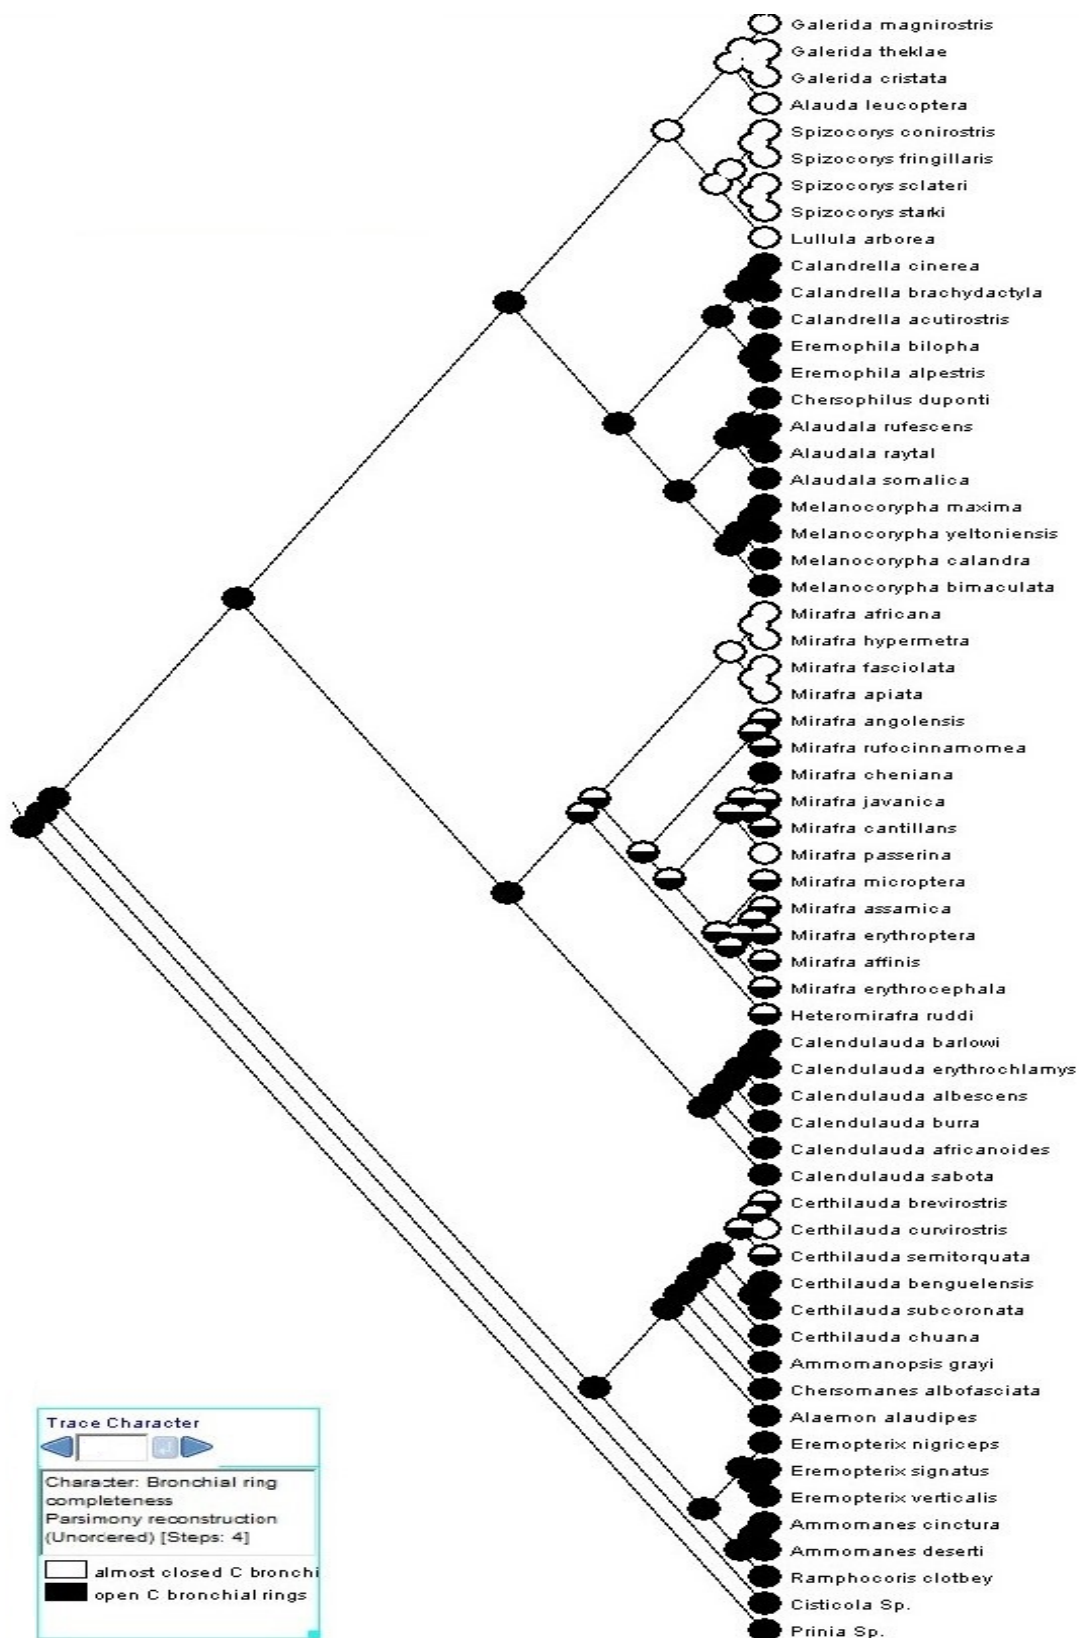 Galerida magnirostris
Galerida theklae
Galerida cristata
Alauda leucoptera
Spizocorys conirostris
Spizocorys fringillaris
Spizocorys sclateri
Spizocorys starki
Lullula arborea
Calandrella cinerea
Calandrella brachydactyla
Calandrella acutirostris
Eremophila bilopha
Eremophila alpestris
Chersophilus duponti
Alaudala rufescens
Alaudala raytal
Alaudala somalica
Melanocorypha maxima
Melanocorypha yeltoniensis
Melanocorypha calandra
Melanocorypha bimaculata
Mirafra africana
Mirafra hypermetra
Mirafra fasciolata
Mirafra apiata
Mirafra angolensis
Mirafra rufocinnamomea
Mirafra cheniana
Mirafra javanica
Mirafra cantillans
Mirafra passerina
Mirafra microptera
Mirafra assamica
Mirafra erythroptera
Mirafra affinis
Mirafra erythrocephala
Heteromirafra ruddi
Calendulauda barlowi
Calendulauda erythrochlamys
Calendulauda albescens
Calendulauda burra
Calendulauda africanoides
Calendulauda sabota
Certhilauda brevirostris
Certhilauda curvirostris
Certhilauda semitorquata
Certhilauda benguelensis
Certhilauda subcoronata
Certhilauda chuana
Ammomanopsis grayi
Chersomanes albofasciata
Alaemon alaudipes
Eremopterix nigriceps
Eremopterix signatus
Eremopterix verticalis
Ammomanes cinctura
Ammomanes deserti
Ramphocoris clotbey
Cisticola Sp.
Prinia Sp.
Trace Character
Character: Bronchial ring
completeness
Parsimony reconstruction
(Unordered) [Steps: 4]
almost closed C bronchi
open C bronchial rings